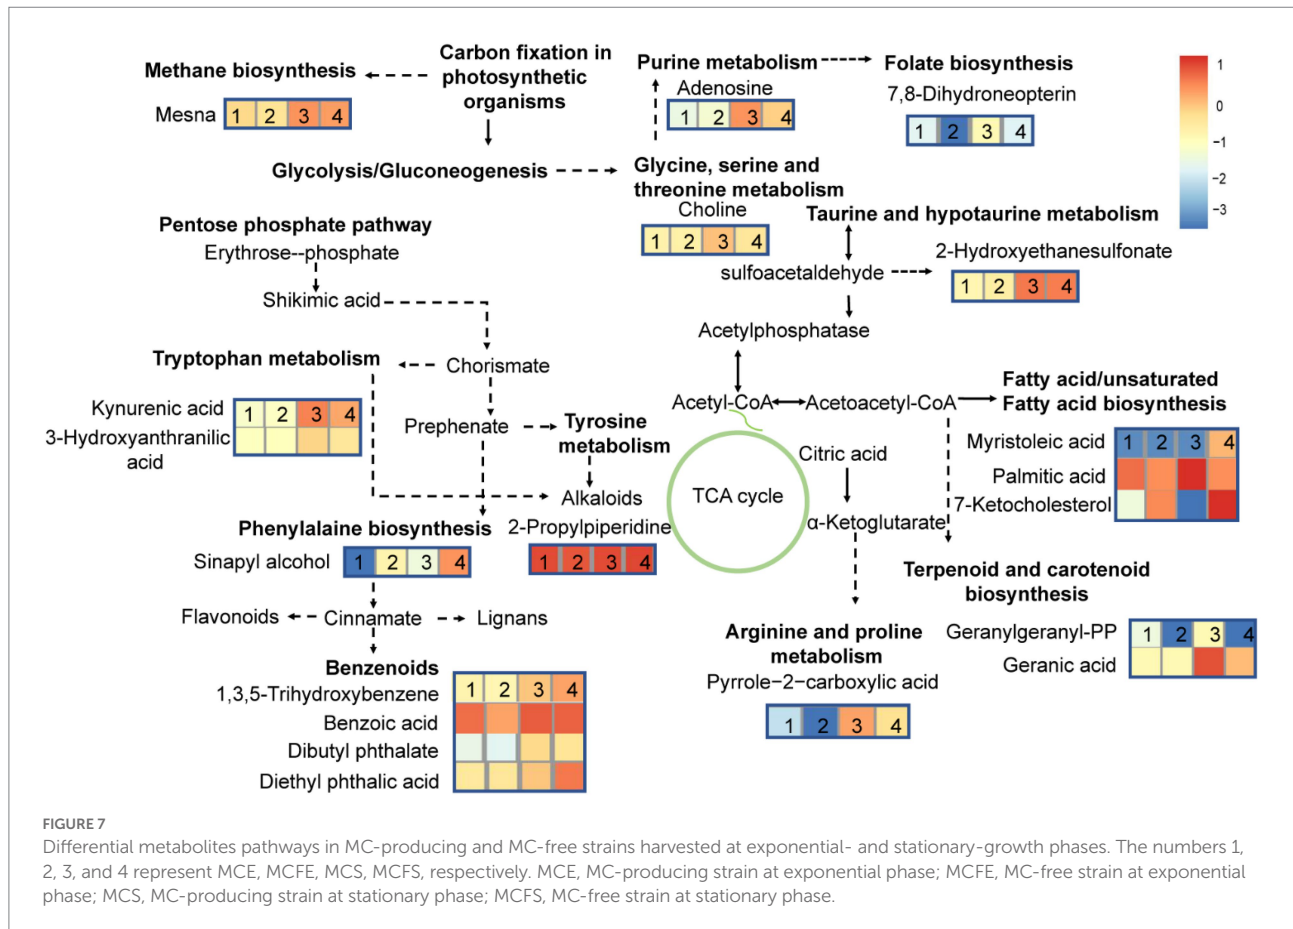 Carbon fixation in
photosynthetic
organisms
Methane biosynthesis
Mesna
1 2 3 4
Purine metabolism
Adenosine
1 2 3 4
Folate biosynthesis
7,8-Dihydroneopterin
1 2 3 4
1
0
−1
−2
−3
Glycolysis/Gluconeogenesis
Glycine, serine and
threonine metabolism
Choline
1 2 3 4
Taurine and hypotaurine metabolism
2-Hydroxyethanesulfonate
1 2 3 4
sulfoacetaldehyde
Acetylphosphatase
Pentose phosphate pathway
Erythrose--phosphate
Shikimic acid
Tryptophan metabolism
Chorismate
Kynurenic acid
1 2 3 4
3-Hydroxyanthranilic
acid
Prephenate
Tyrosine
metabolism
Alkaloids
2-Propylpiperidine
1 2 3 4
Acetyl-CoA
Acetoacetyl-CoA
Fatty acid/unsaturated
Fatty acid biosynthesis
Myristoleic acid
1 2 3 4
Palmitic acid
7-Ketocholesterol
Citric acid
TCA cycle
α-Ketoglutarate
Phenylalaine biosynthesis
Sinapyl alcohol
1 2 3 4
Flavonoids
Cinnamate
Lignans
Benzenoids
1,3,5-Trihydroxybenzene
1 2 3 4
Benzoic acid
Dibutyl phthalate
Diethyl phthalic acid
Arginine and proline
metabolism
Pyrrole−2−carboxylic acid
1 2 3 4
Terpenoid and carotenoid
biosynthesis
Geranylgeranyl-PP
1 2 3 4
Geranic acid
FIGURE 7
Differential metabolites pathways in MC-producing and MC-free strains harvested at exponential- and stationary-growth phases. The numbers 1,
2, 3, and 4 represent MCE, MCFE, MCS, MCFS, respectively. MCE, MC-producing strain at exponential phase; MCFE, MC-free strain at exponential
phase; MCS, MC-producing strain at stationary phase; MCFS, MC-free strain at stationary phase.